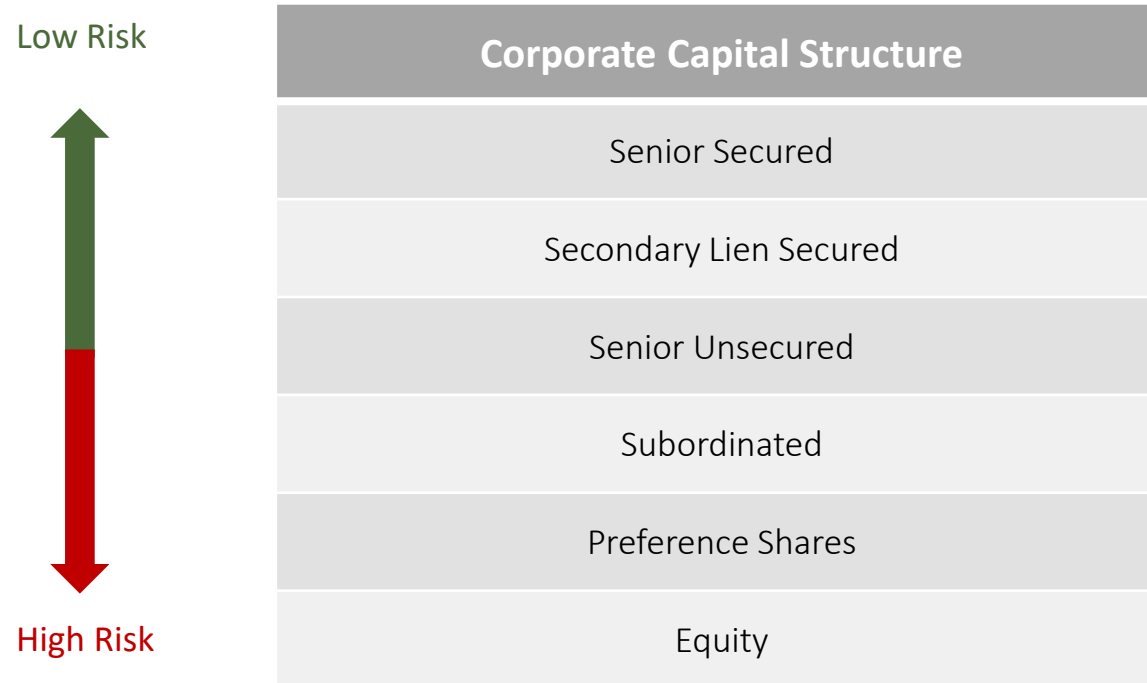 Low Risk
Corporate Capital Structure
Senior Secured
Secondary Lien Secured
Senior Unsecured
Subordinated
Preference Shares
High Risk
Equity